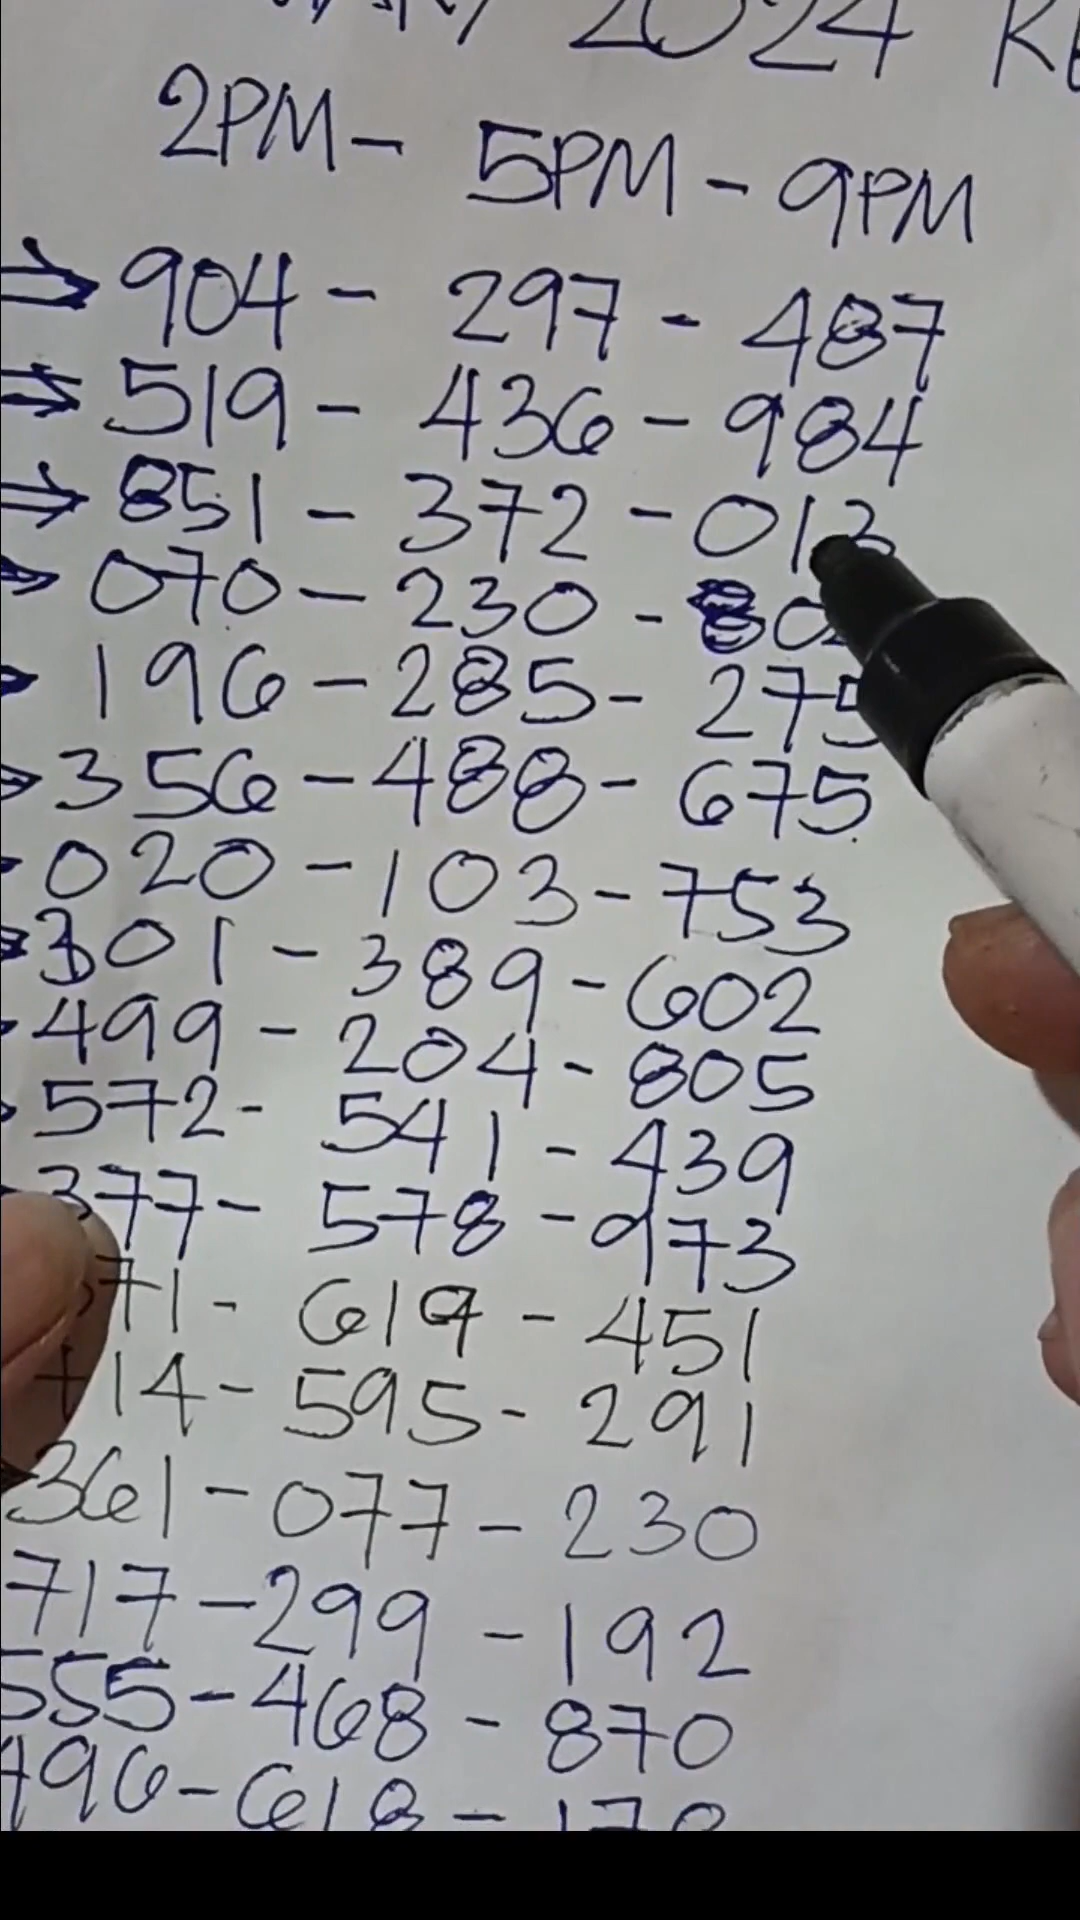 2024
2PM - 5PM - 9PM
904 - 297 - 487
519 - 436 - 984
851 - 372 - 013
070 - 230 -
196 - 285 - 275
356 - 488 - 675
020 - 103 - 753
301 - 389 - 602
499 - 204 - 805
572 - 541 - 439
377 - 578 - 973
- 619 - 451
- 595 - 291
361 - 077 - 230
717 - 299 - 192
555 - 468 - 870
496 - 618 -